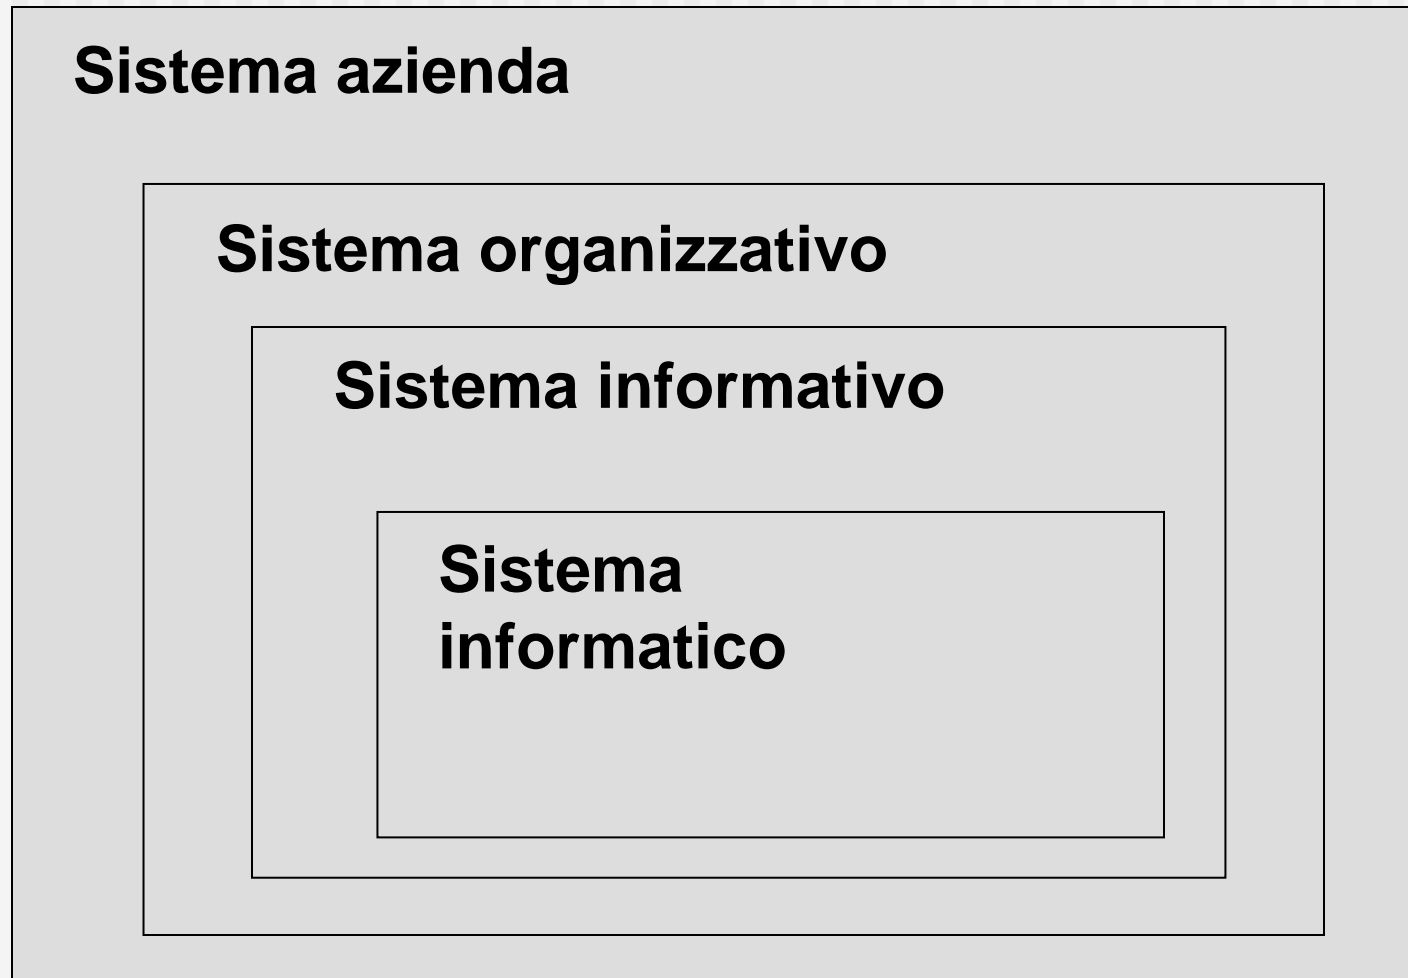 Sistema azienda
Sistema organizzativo
Sistema informativo
Sistema
informatico